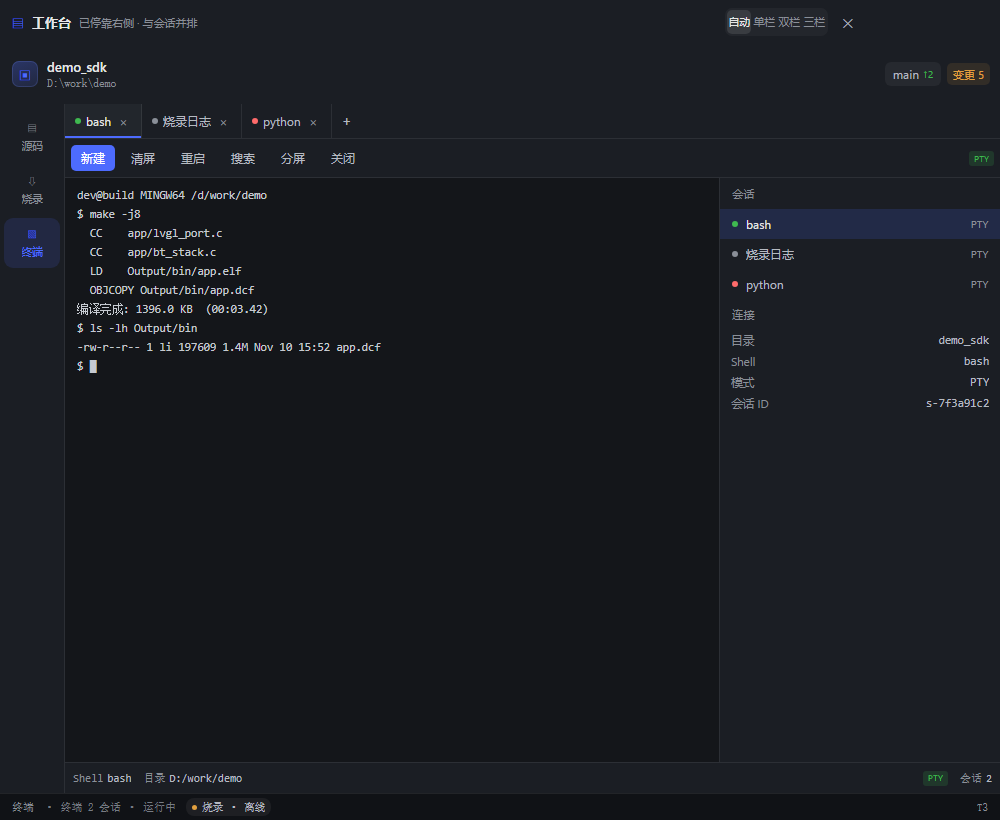 工作台 已停靠右侧 · 与会话并排 自动 单栏 双栏 三栏 ×
demo_sdk
D:\work\demo
main ↑2 变更 5
源码
烧录
终端
bash × 烧录日志 × python × +
新建 清屏 重启 搜索 分屏 关闭 PTY
dev@build MINGW64 /d/work/demo
$ make -j8
CC app/lvgl_port.c
CC app/bt_stack.c
LD Output/bin/app.elf
OBJCOPY Output/bin/app.dcf
编译完成: 1396.0 KB (00:03.42)
$ ls -lh Output/bin
-rw-r--r-- 1 li 197609 1.4M Nov 10 15:52 app.dcf
$
会话
bash PTY
烧录日志 PTY
python PTY
连接
目录 demo_sdk
Shell bash
模式 PTY
会话 ID s-7f3a91c2
Shell bash 目录 D:/work/demo PTY 会话 2
终端 · 终端 2 会话 · 运行中 烧录 · 离线 T3